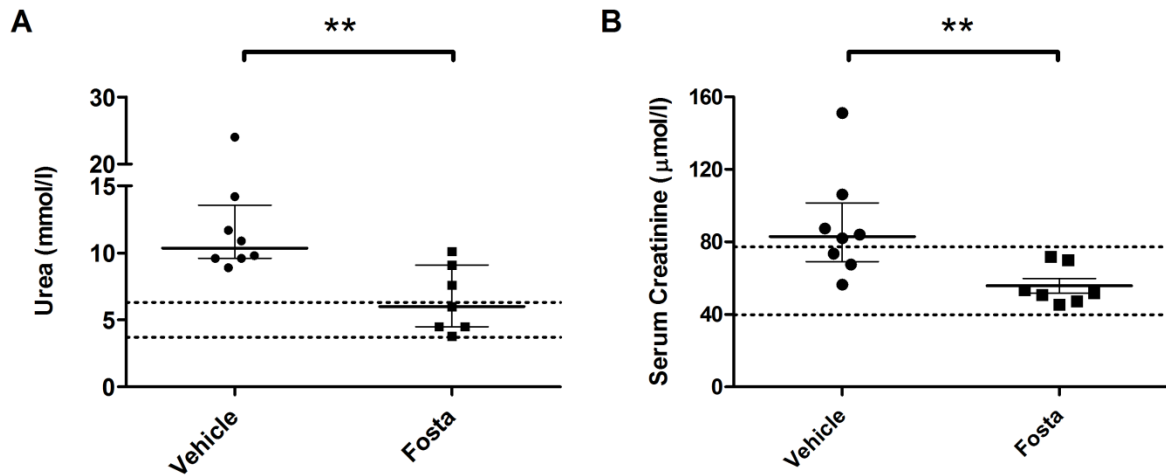 A
**
Urea (mmol/l)
30
20
15
10
5
0
Vehicle
Fosta
B
**
Serum Creatinine (μmol/l)
160
120
80
40
0
Vehicle
Fosta